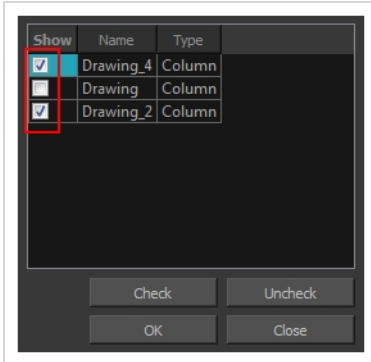 Show Name Type
Drawing_4 Column
Drawing Column
Drawing_2 Column
Check Uncheck
OK Close